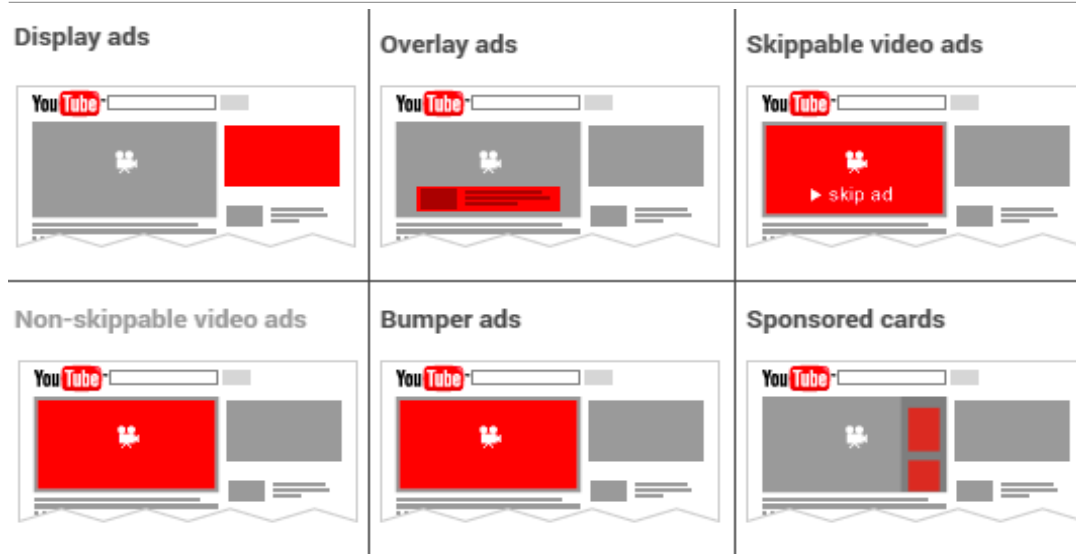 Display ads
Overlay ads
Skippable video ads
YouTube
YouTube
YouTube
skip ad
Non-skippable video ads
Bumper ads
Sponsored cards
YouTube
YouTube
YouTube